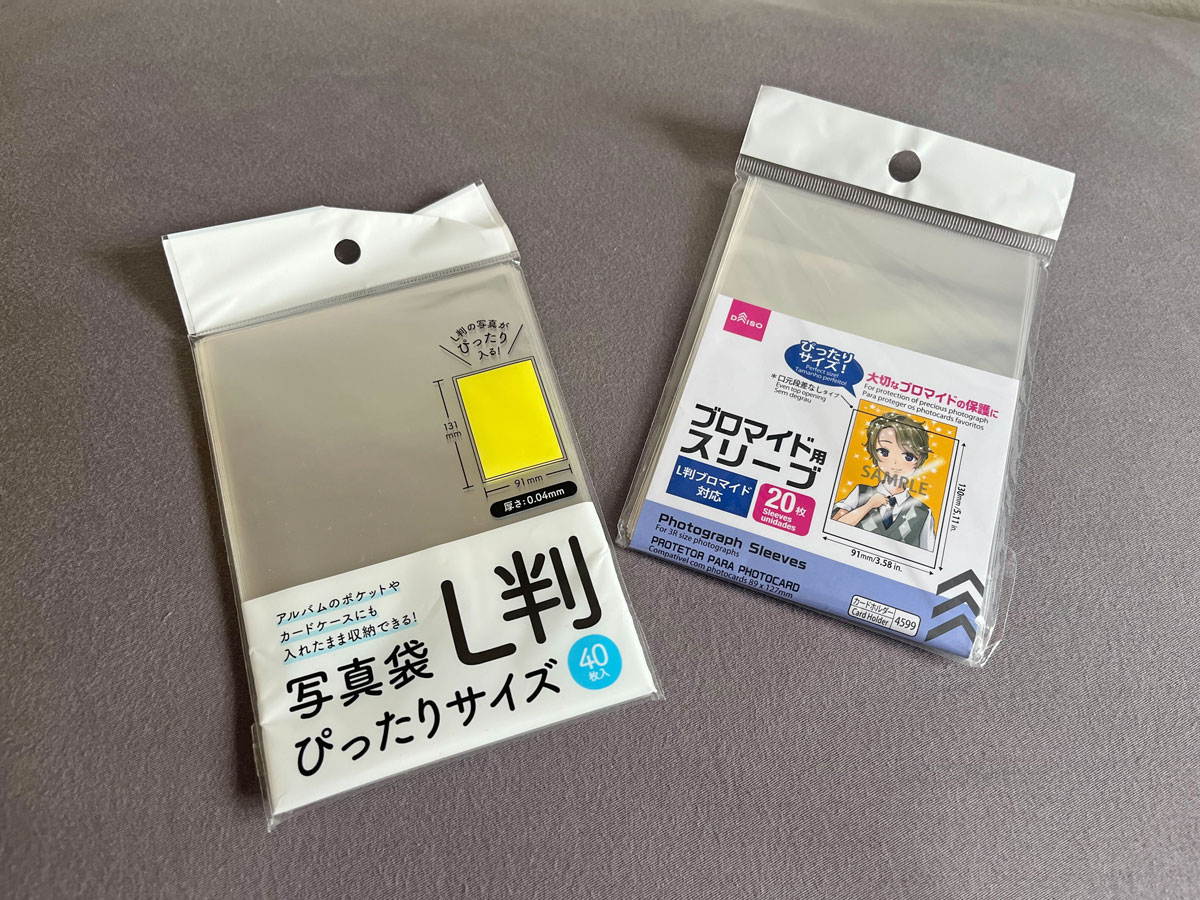 L判の写真が
ぴったり
入る!
131
mm
91mm
厚さ:0.04mm
アルバムのポケットや
カードケースにも
入れたまま収納できる!
写真袋 L判
ぴったりサイズ
40
枚入
DAISO
ぴったり
サイズ!
Perfect size!
Tamanho perfeito!
*口元段差なしタイプ
Even top opening
Sem degrau
大切なブロマイドの保護に
For protection of precious photograph
Para proteger os photocards favoritos
ブロマイド用
スリーブ
L判ブロマイド
対応
20枚
Sleeves
unidades
SAMPLE
130mm/5.11 in.
91mm/3.58 in.
Photograph Sleeves
For 3R size photographs
PROTETOR PARA PHOTOCARD
Compatível com photocards 89 x 127mm
カードホルダー
Card Holder
4599